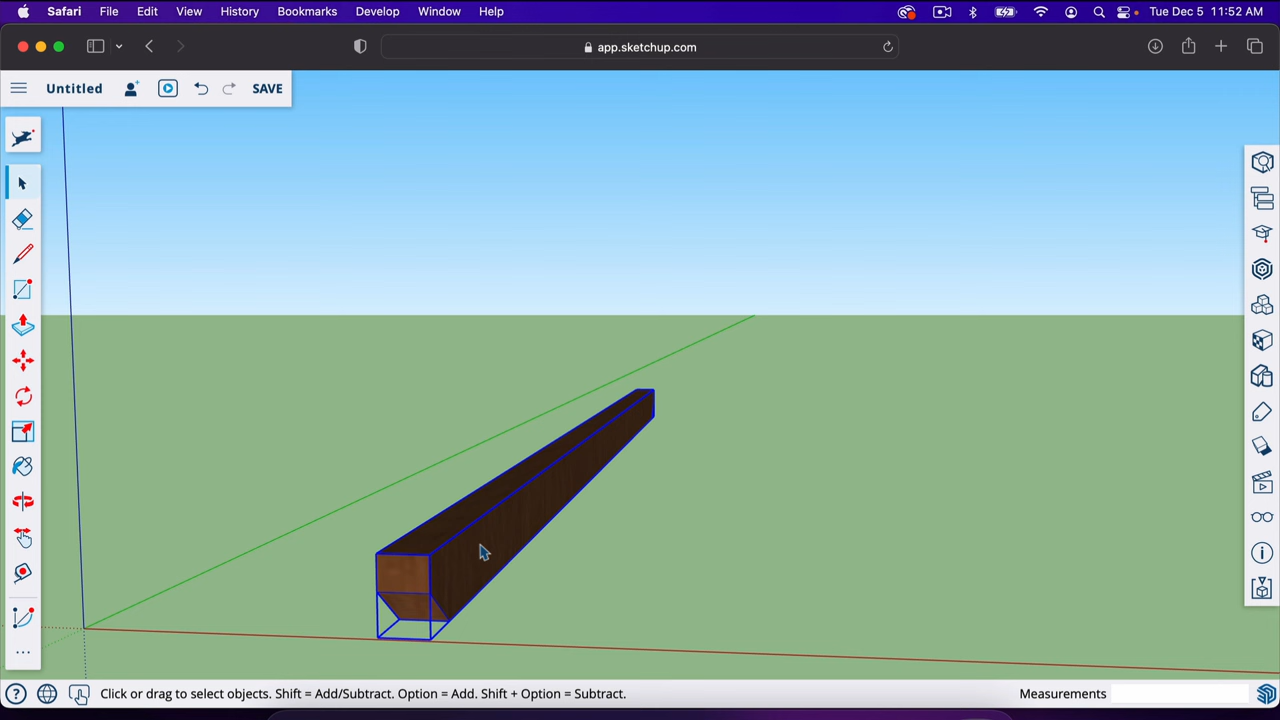 Safari File Edit View History Bookmarks Develop Window Help Tue Dec 5 11:52 AM
app.sketchup.com
Untitled SAVE
Click or drag to select objects. Shift = Add/Subtract. Option = Add. Shift + Option = Subtract. Measurements